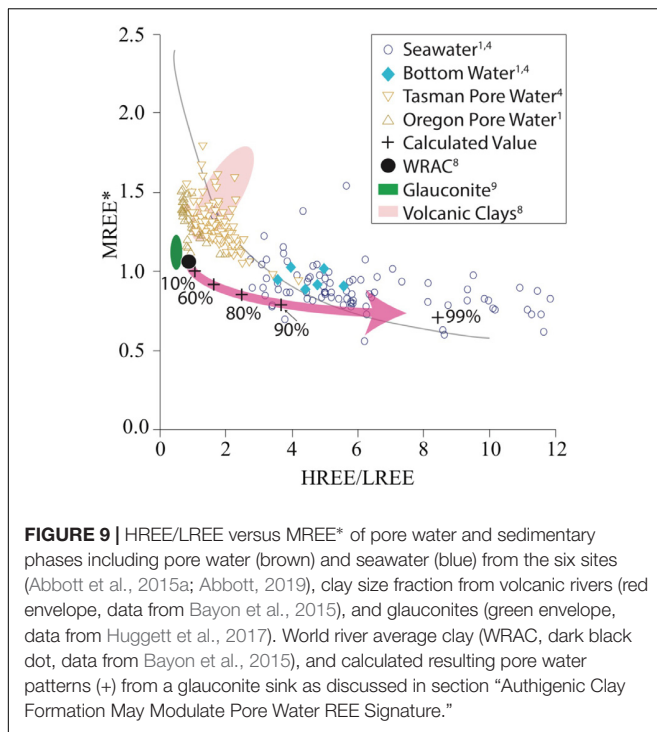 2.5
2.0
1.5
1.0
0.5
0.0
MREE*
Seawater1,4
Bottom Water1,4
Tasman Pore Water4
Oregon Pore Water1
Calculated Value
WRAC8
Glauconite9
Volcanic Clays8
10%
60%
80%
90%
99%
0 2 4 6 8 10 12
HREE/LREE
FIGURE 9 | HREE/LREE versus MREE* of pore water and sedimentary
phases including pore water (brown) and seawater (blue) from the six sites
(Abbott et al., 2015a; Abbott, 2019), clay size fraction from volcanic rivers (red
envelope, data from Bayon et al., 2015), and glauconites (green envelope,
data from Huggett et al., 2017). World river average clay (WRAC, dark black
dot, data from Bayon et al., 2015), and calculated resulting pore water
patterns (+) from a glauconite sink as discussed in section “Authigenic Clay
Formation May Modulate Pore Water REE Signature.”